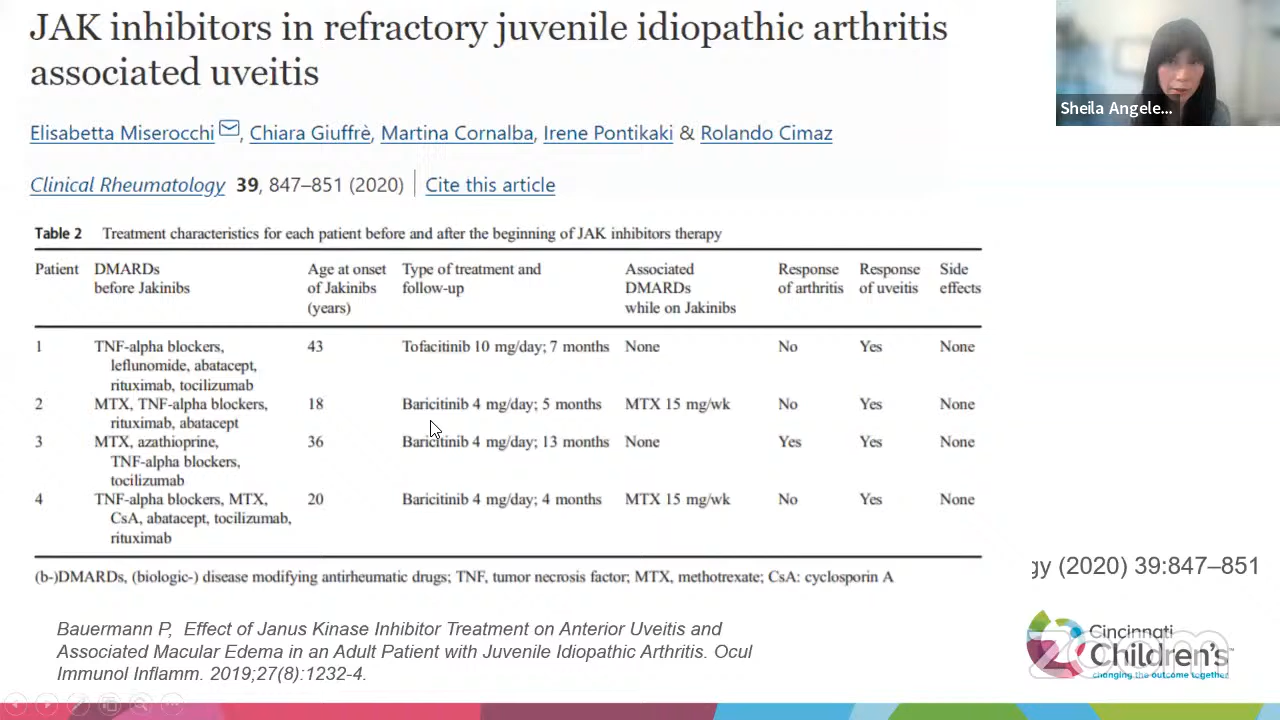 JAK inhibitors in refractory juvenile idiopathic arthritis
associated uveitis
Sheila Angele...
Elisabetta Miserocchi, Chiara Giuffrè, Martina Cornalba, Irene Pontikaki & Rolando Cimaz
Clinical Rheumatology 39, 847–851 (2020) | Cite this article
Table 2 Treatment characteristics for each patient before and after the beginning of JAK inhibitors therapy
Patient DMARDs Age at onset Type of treatment and Associated Response Response Side
before Jakinibs of Jakinibs follow-up DMARDs of arthritis of uveitis effects
(years) while on Jakinibs
1 TNF-alpha blockers, 43 Tofacitinib 10 mg/day; 7 months None No Yes None
leflunomide, abatacept,
rituximab, tocilizumab
2 MTX, TNF-alpha blockers, 18 Baricitinib 4 mg/day; 5 months MTX 15 mg/wk No Yes None
rituximab, abatacept
3 MTX, azathioprine, 36 Baricitinib 4 mg/day; 13 months None Yes Yes None
TNF-alpha blockers,
tocilizumab
4 TNF-alpha blockers, MTX, 20 Baricitinib 4 mg/day; 4 months MTX 15 mg/wk No Yes None
CsA, abatacept, tocilizumab,
rituximab
(b-)DMARDs, (biologic-) disease modifying antirheumatic drugs; TNF, tumor necrosis factor; MTX, methotrexate; CsA: cyclosporin A
gy (2020) 39:847–851
Bauermann P, Effect of Janus Kinase Inhibitor Treatment on Anterior Uveitis and
Associated Macular Edema in an Adult Patient with Juvenile Idiopathic Arthritis. Ocul
Immunol Inflamm. 2019;27(8):1232-4.
Cincinnati
Children's™
changing the outcome together
zoom